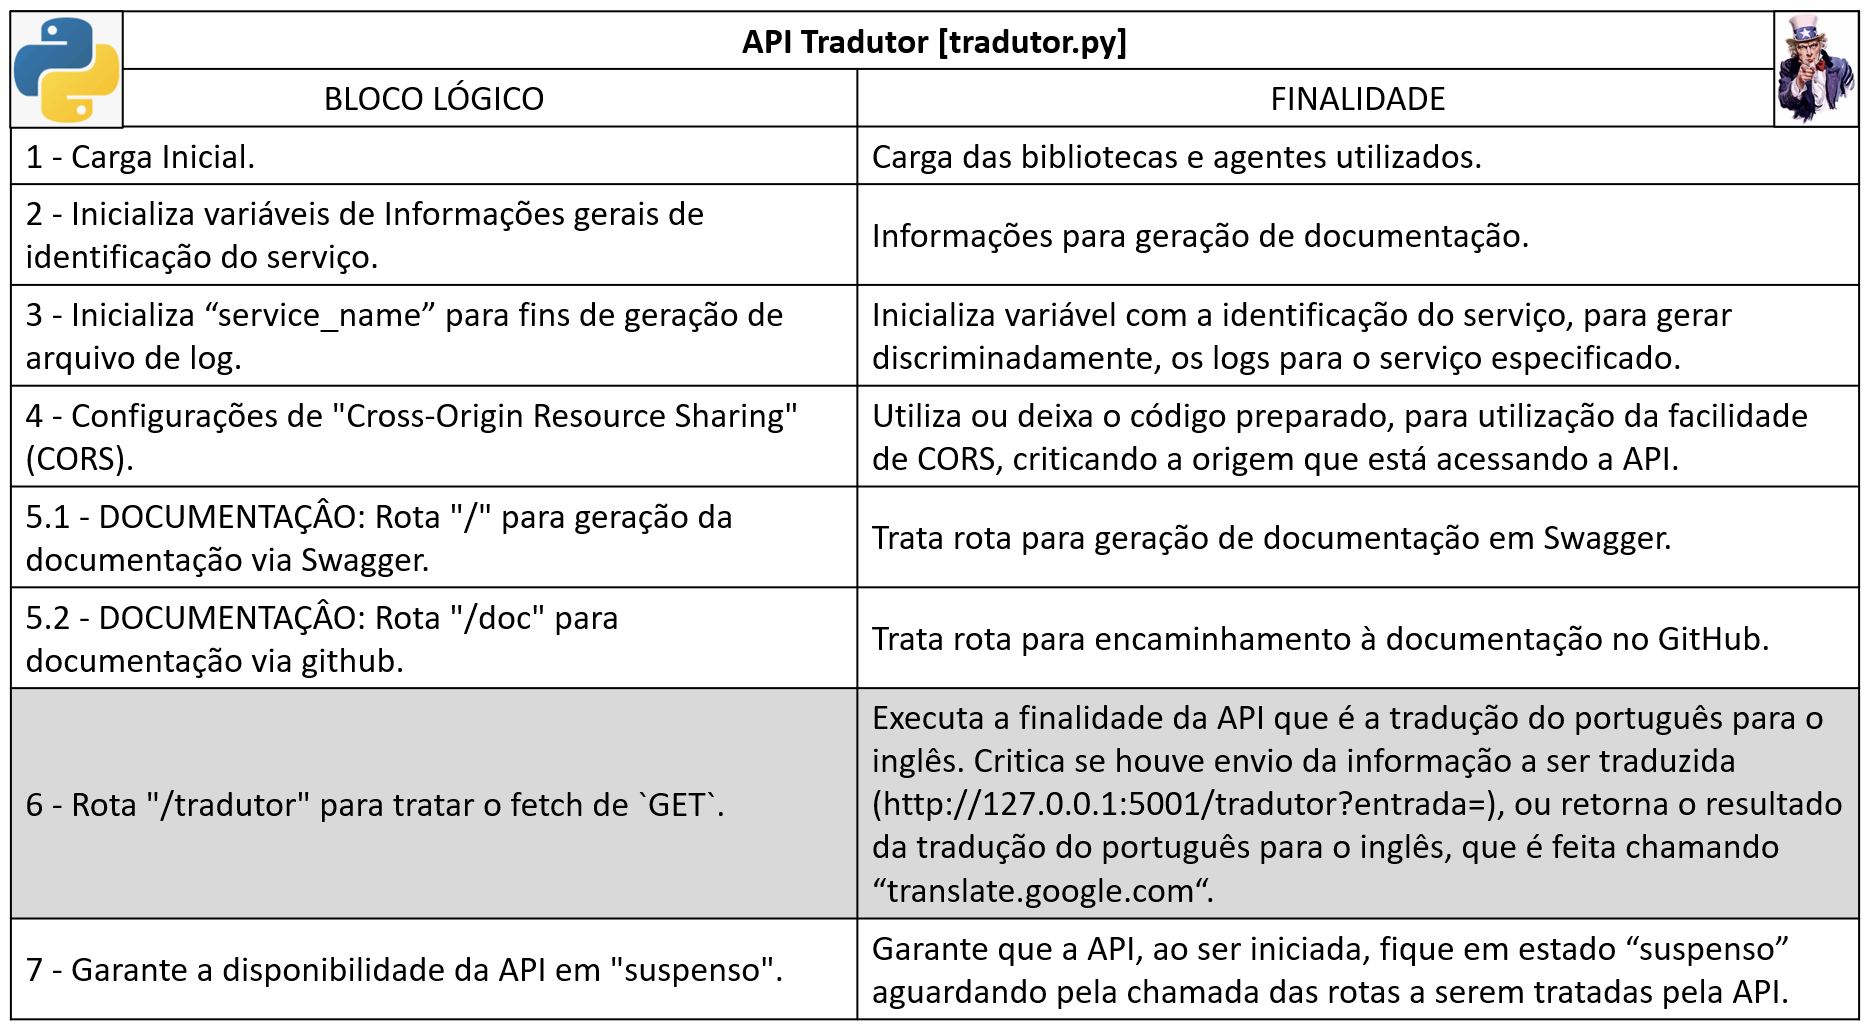 API Tradutor [tradutor.py]
BLOCO LÓGICO
FINALIDADE
1 - Carga Inicial.
Carga das bibliotecas e agentes utilizados.
2 - Inicializa variáveis de Informações gerais de
identificação do serviço.
Informações para geração de documentação.
3 - Inicializa “service_name” para fins de geração de
arquivo de log.
Inicializa variável com a identificação do serviço, para gerar
discriminadamente, os logs para o serviço especificado.
4 - Configurações de "Cross-Origin Resource Sharing"
(CORS).
Utiliza ou deixa o código preparado, para utilização da facilidade
de CORS, criticando a origem que está acessando a API.
5.1 - DOCUMENTAÇÂO: Rota "/" para geração da
documentação via Swagger.
Trata rota para geração de documentação em Swagger.
5.2 - DOCUMENTAÇÂO: Rota "/doc" para
documentação via github.
Trata rota para encaminhamento à documentação no GitHub.
6 - Rota "/tradutor" para tratar o fetch de `GET`.
Executa a finalidade da API que é a tradução do português para o
inglês. Critica se houve envio da informação a ser traduzida
(http://127.0.0.1:5001/tradutor?entrada=), ou retorna o resultado
da tradução do português para o inglês, que é feita chamando
“translate.google.com“.
7 - Garante a disponibilidade da API em "suspenso".
Garante que a API, ao ser iniciada, fique em estado “suspenso”
aguardando pela chamada das rotas a serem tratadas pela API.